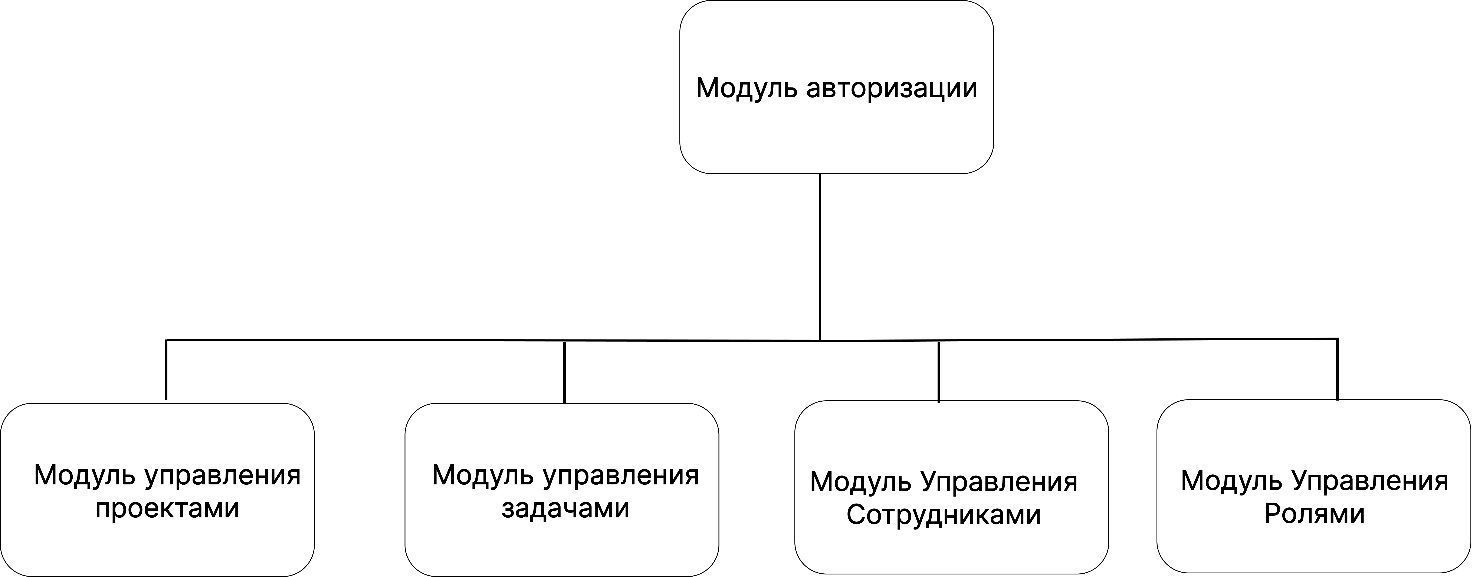 Модуль авторизации
Модуль управления
проектами
Модуль управления
задачами
Модуль Управления
Сотрудниками
Модуль Управления
Ролями